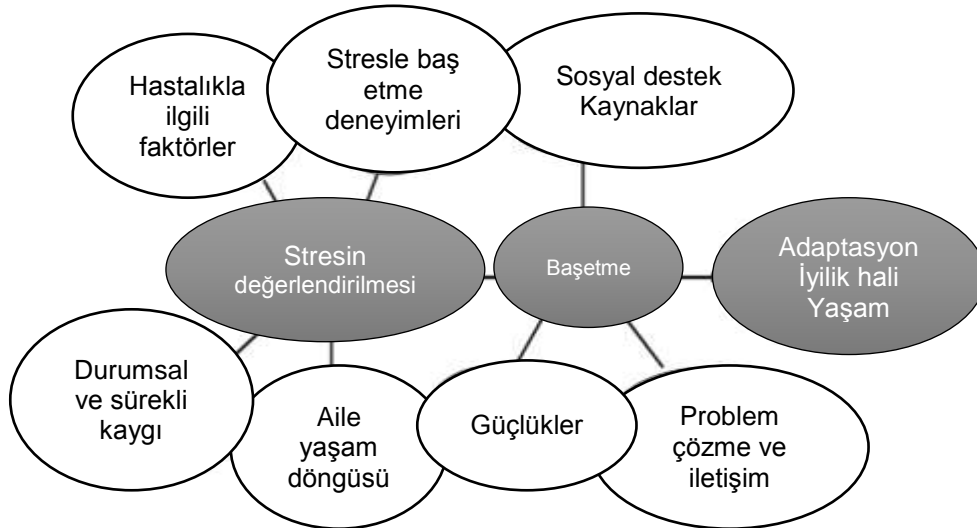 Hastalıkla
ilgili
faktörler
Stresle baş
etme
deneyimleri
Sosyal destek
Kaynaklar
Stresin
değerlendirilmesi
Başetme
Adaptasyon
İyilik hali
Yaşam
Durumsal
ve sürekli
kaygı
Aile
yaşam
döngüsü
Güçlükler
Problem
çözme ve
iletişim